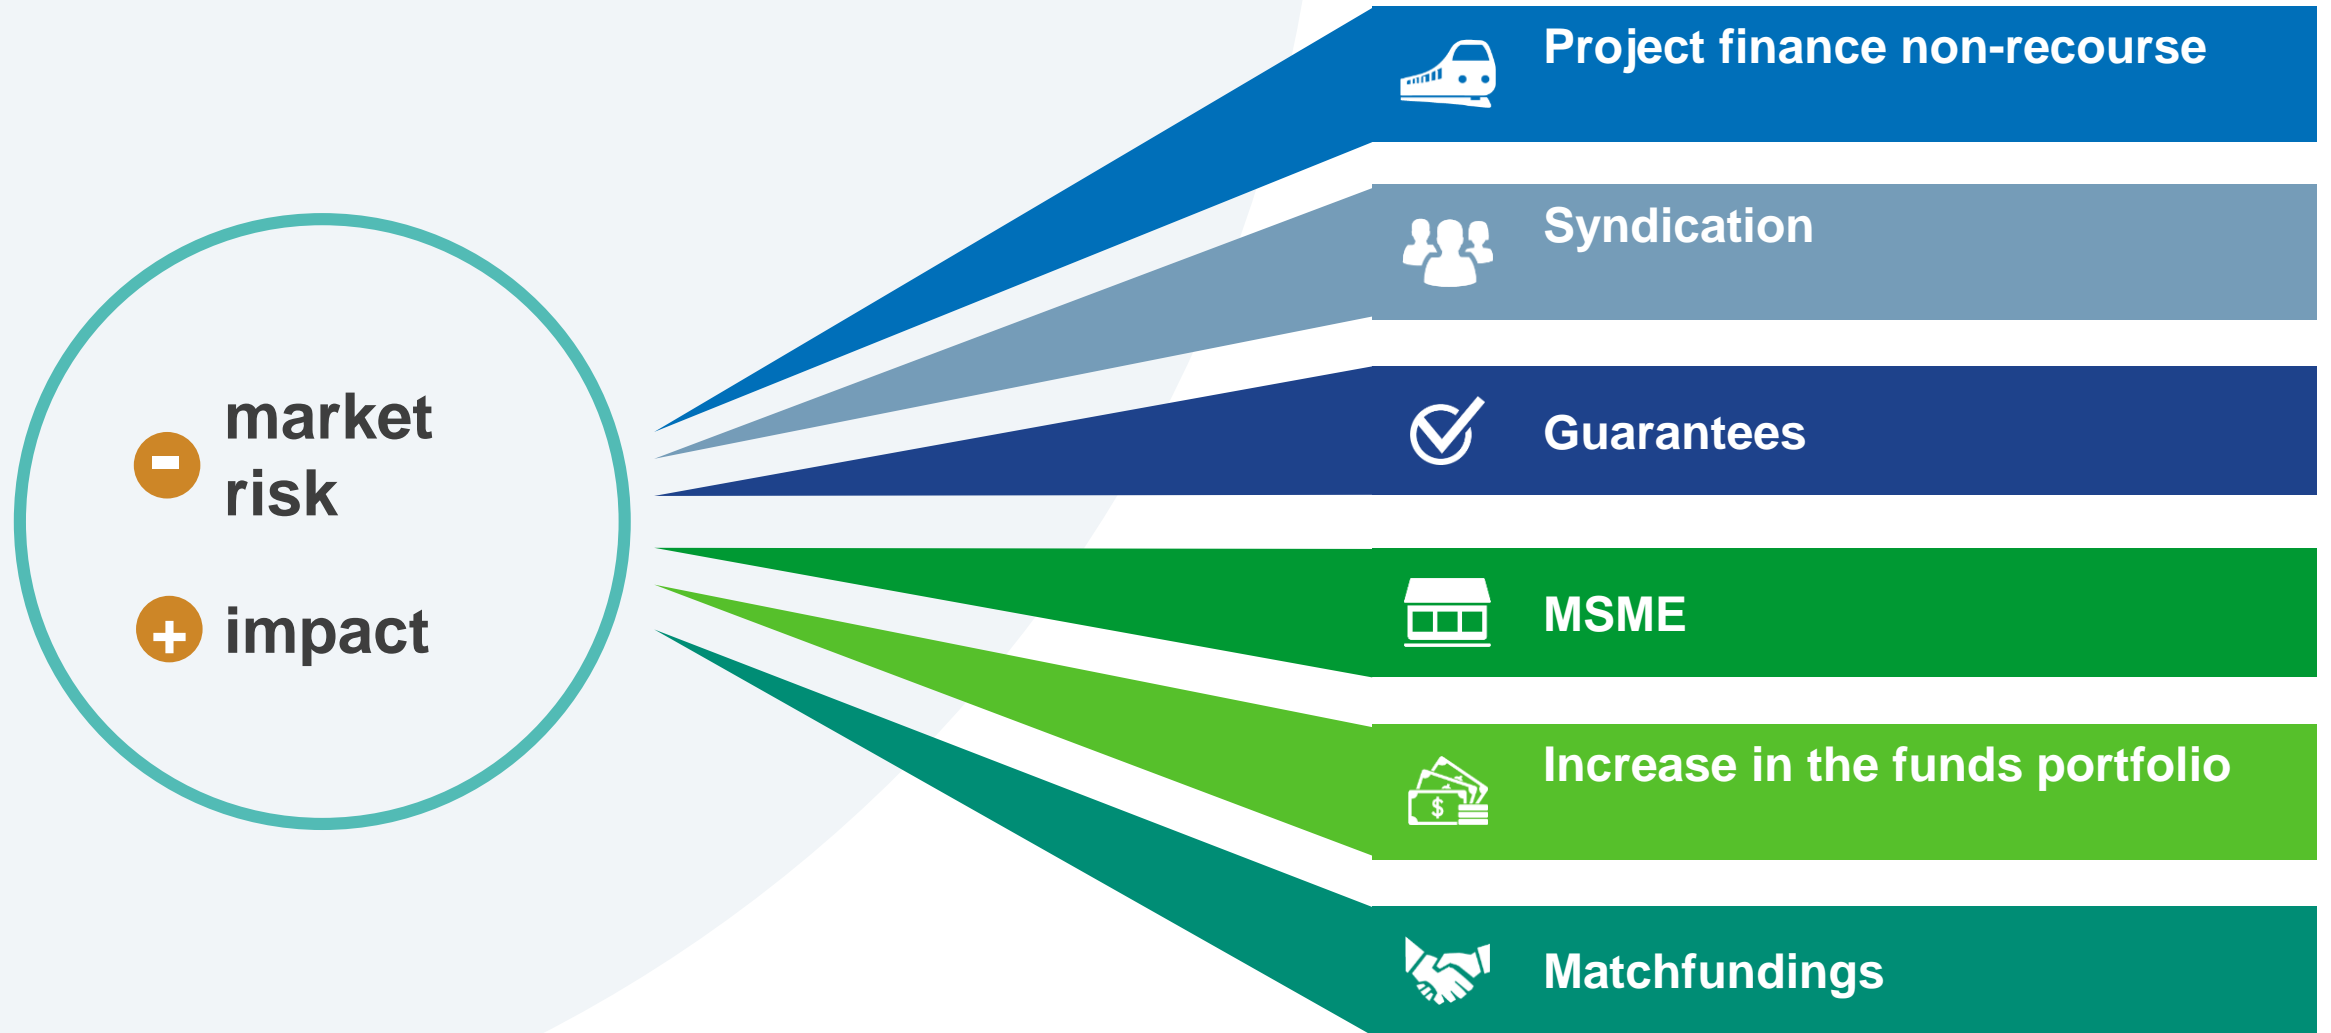 - market
risk
+ impact
Project finance non-recourse
Syndication
Guarantees
MSME
$
Increase in the funds portfolio
Matchfundings